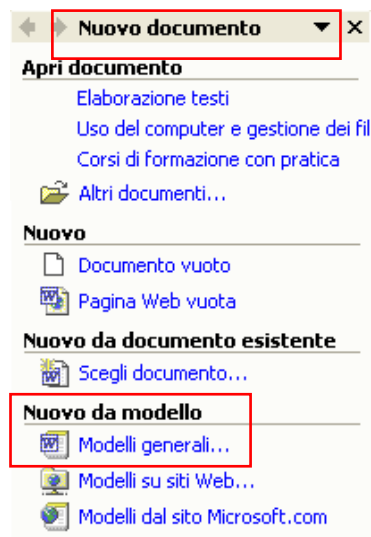 Nuovo documento
Apri documento
Elaborazione testi
Uso del computer e gestione dei fil
Corsi di formazione con pratica
Altri documenti...
Nuovo
Documento vuoto
Pagina Web vuota
Nuovo da documento esistente
Scegli documento...
Nuovo da modello
Modelli generali...
Modelli su siti Web...
Modelli dal sito Microsoft.com